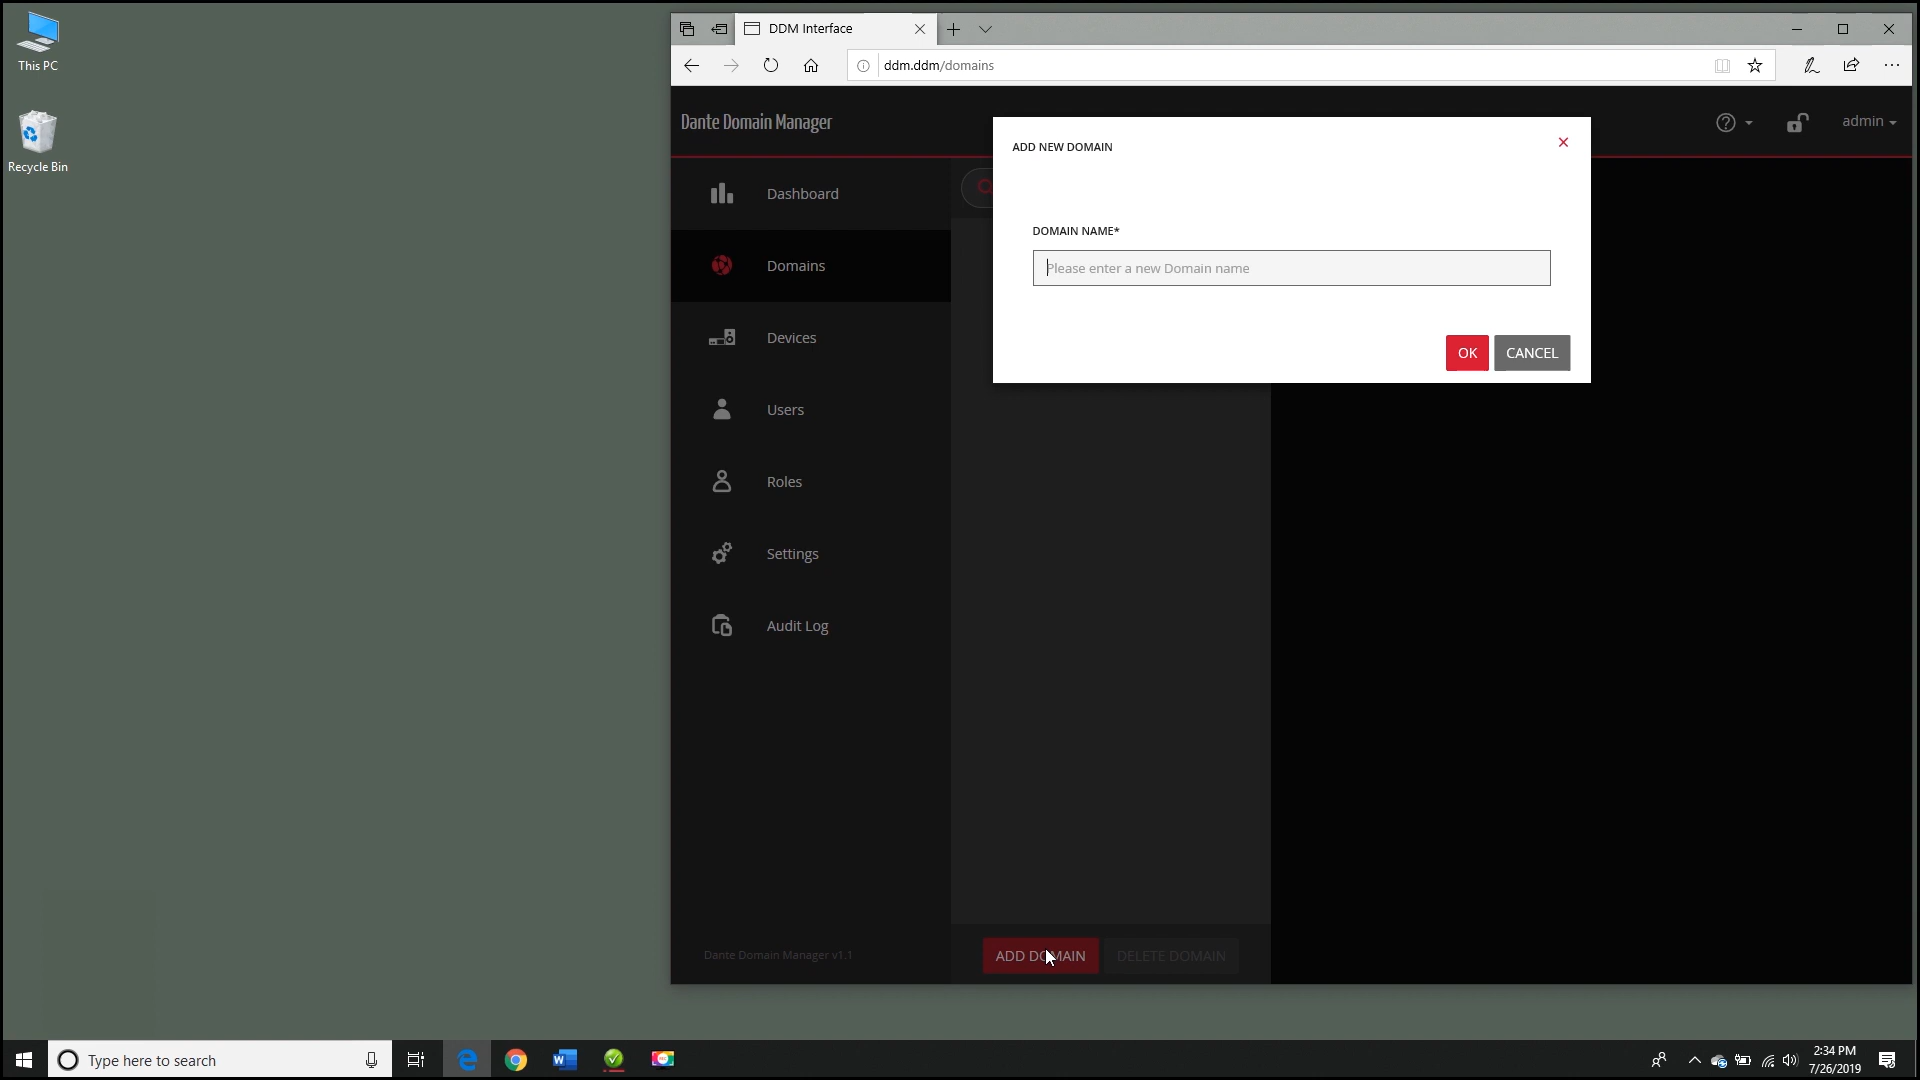 This PC
Recycle Bin
DDM Interface
ddm.ddm/domains
Dante Domain Manager
admin
Dashboard
Domains
Devices
Users
Roles
Settings
Audit Log
Dante Domain Manager v1.1
ADD NEW DOMAIN
DOMAIN NAME*
Please enter a new Domain name
OK
CANCEL
ADD DOMAIN
DELETE DOMAIN
Type here to search
2:34 PM
7/26/2019